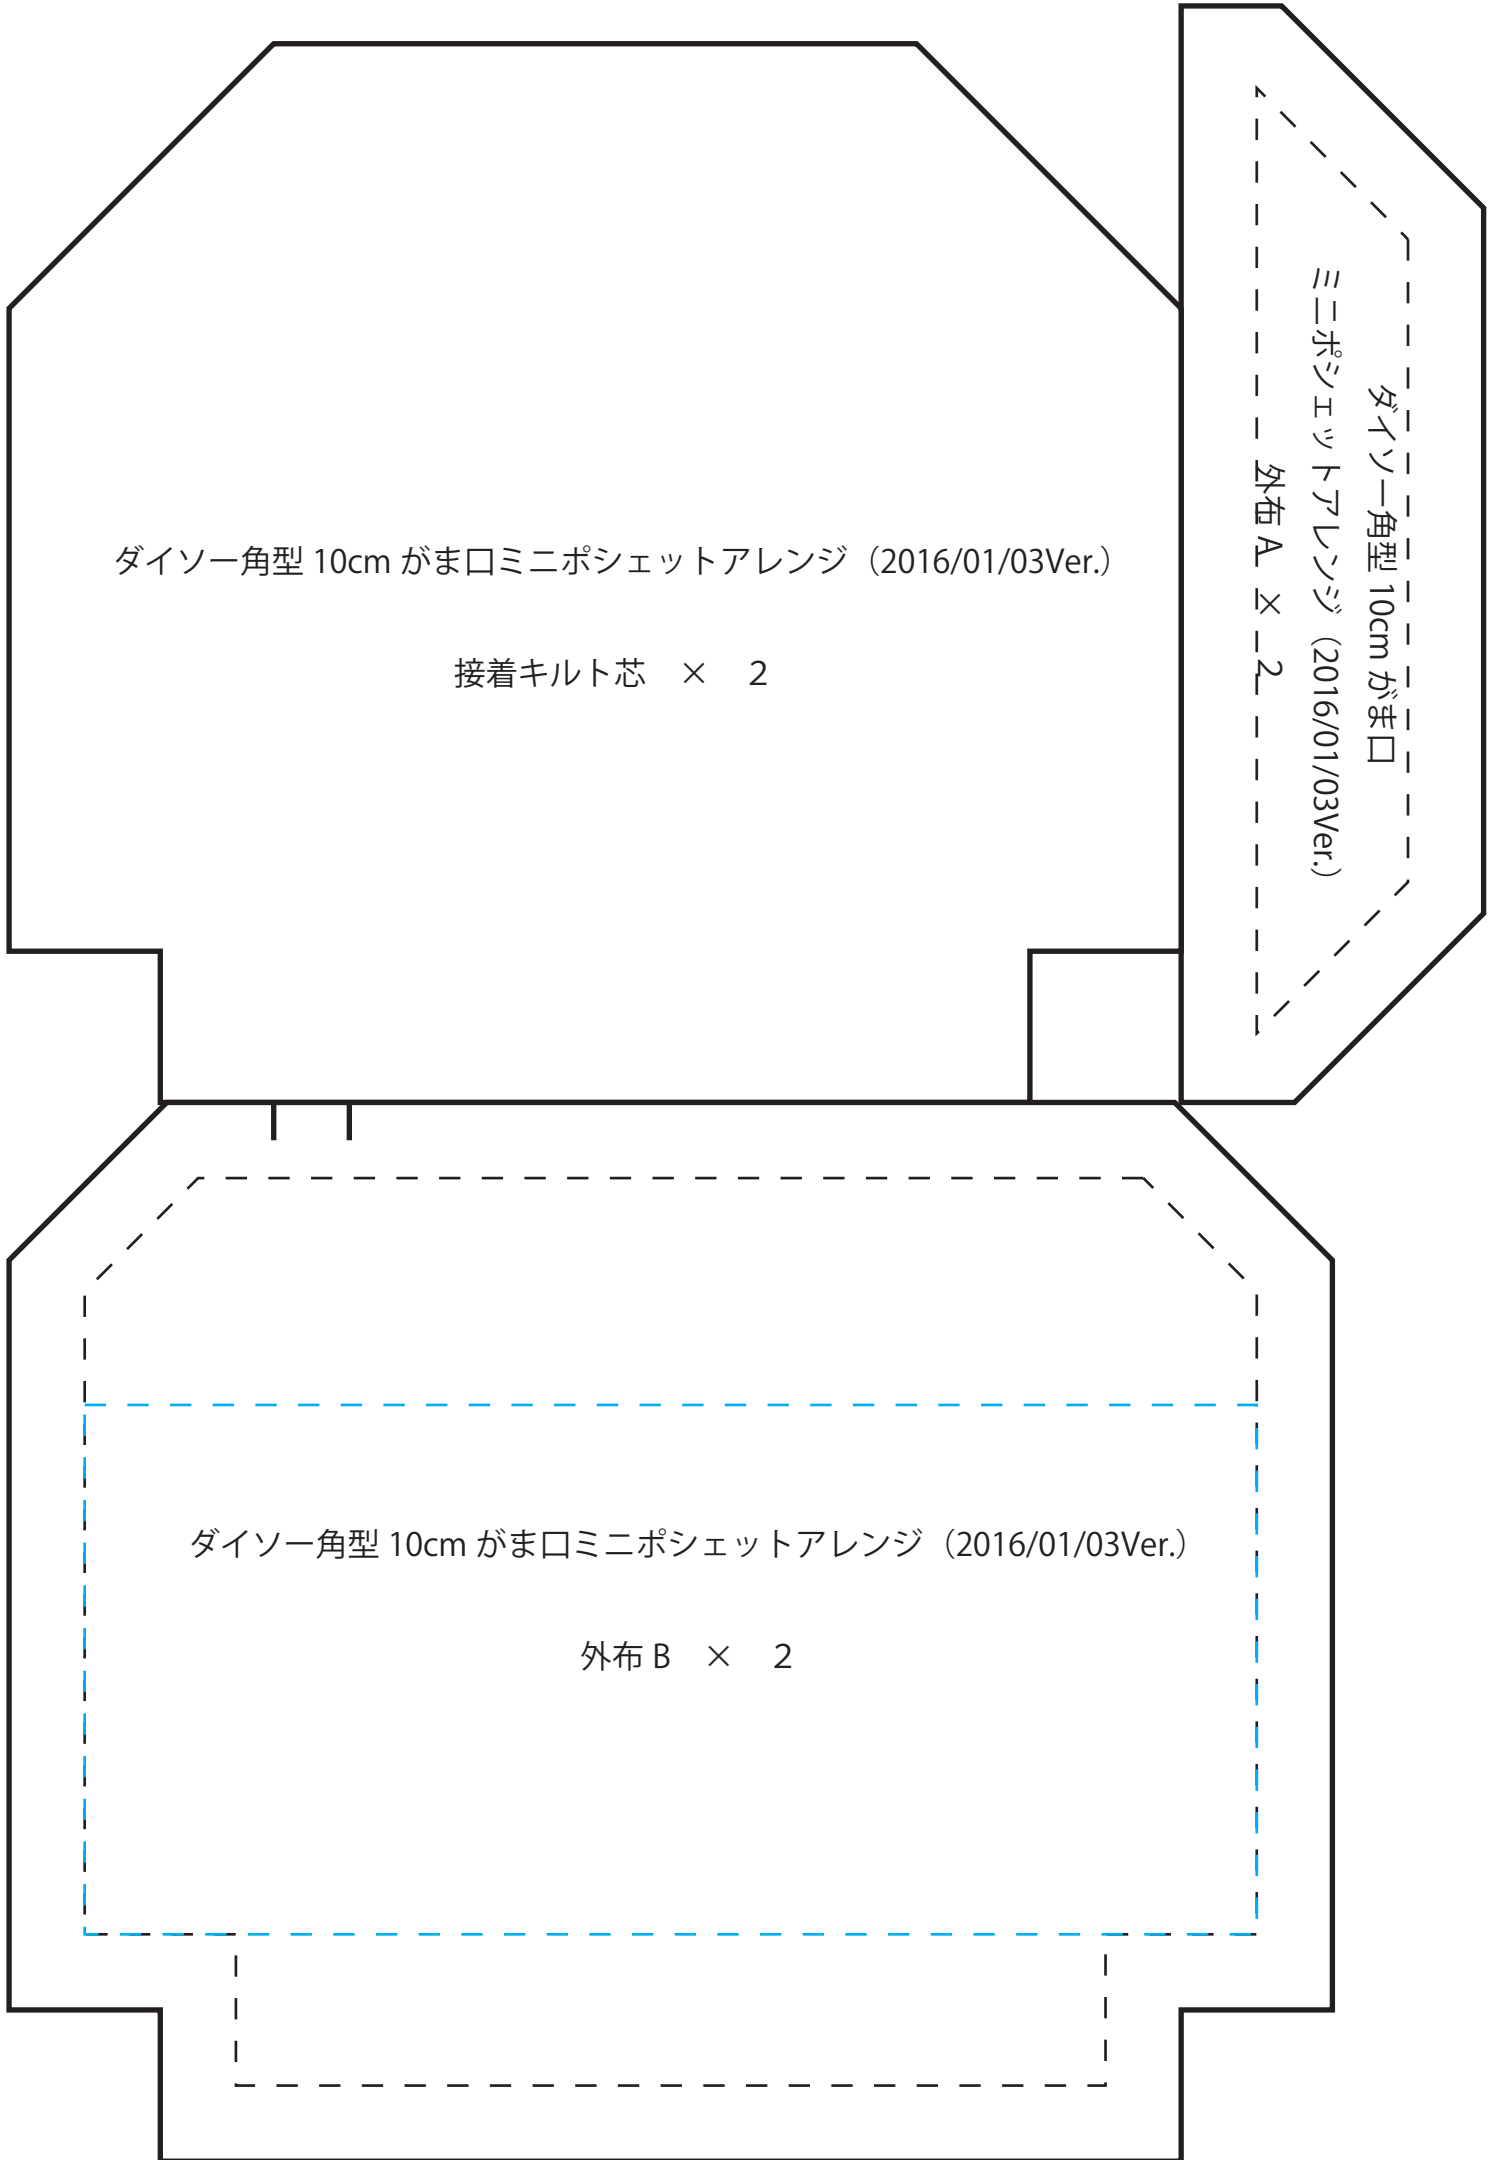 ダイソー角型 10cm がま口ミニポシェットアレンジ（2016/01/03Ver.）
接着キルト芯　×　２
ダイソー角型 10cm がま口
ミニポシェットアレンジ（2016/01/03Ver.）
外布 A　×　２
ダイソー角型 10cm がま口ミニポシェットアレンジ（2016/01/03Ver.）
外布 B　×　２